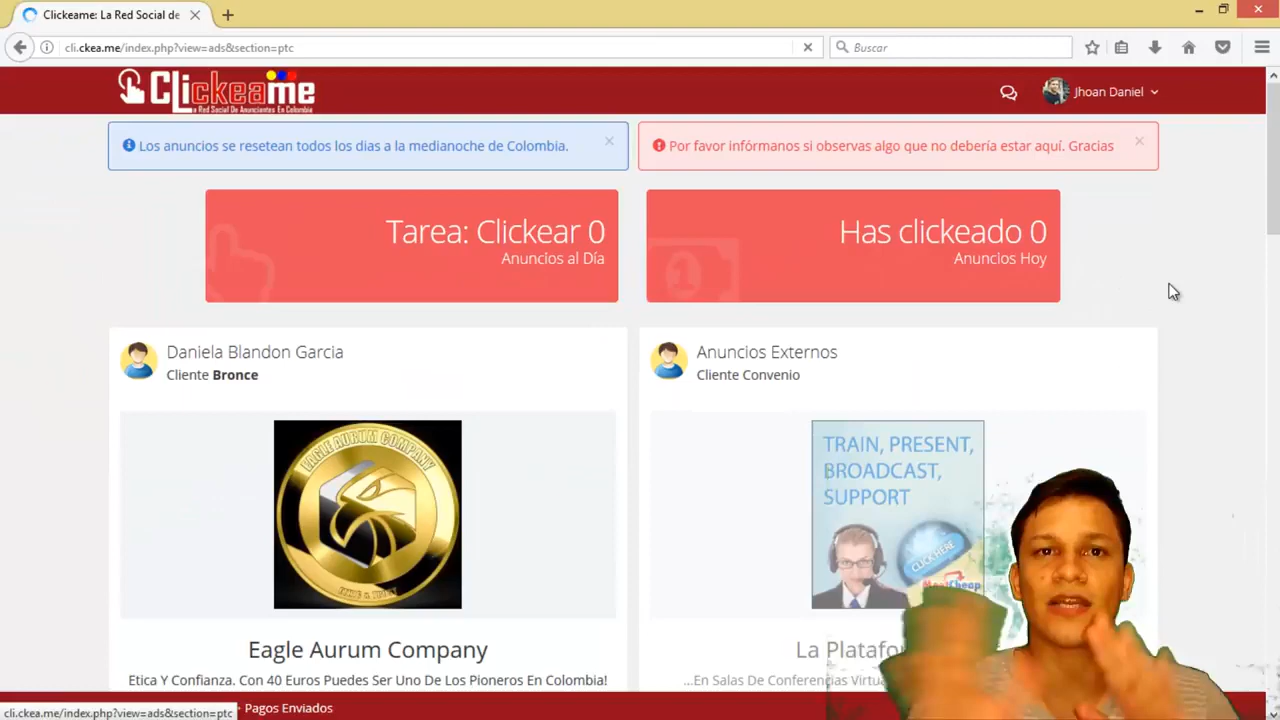 Clickeame: La Red Social de
cli.ckea.me/index.php?view=ads&section=ptc
Buscar
Clickeame
La Red Social De Anunciantes En Colombia
Jhoan Daniel
Los anuncios se resetean todos los dias a la medianoche de Colombia.
Por favor infórmanos si observas algo que no debería estar aquí. Gracias
Tarea: Clickear 0
Anuncios al Día
Has clickeado 0
Anuncios Hoy
Daniela Blandon Garcia
Cliente Bronce
Anuncios Externos
Cliente Convenio
EAGLE AURUM COMPANY
TRAIN, PRESENT,
BROADCAST,
SUPPORT
CLICK HERE
Eagle Aurum Company
La Platafo
Etica Y Confianza. Con 40 Euros Puedes Ser Uno De Los Pioneros En Colombia!
...En Salas De Conferencias Virtua
cli.ckea.me/index.php?view=ads&section=ptc
Pagos Enviados